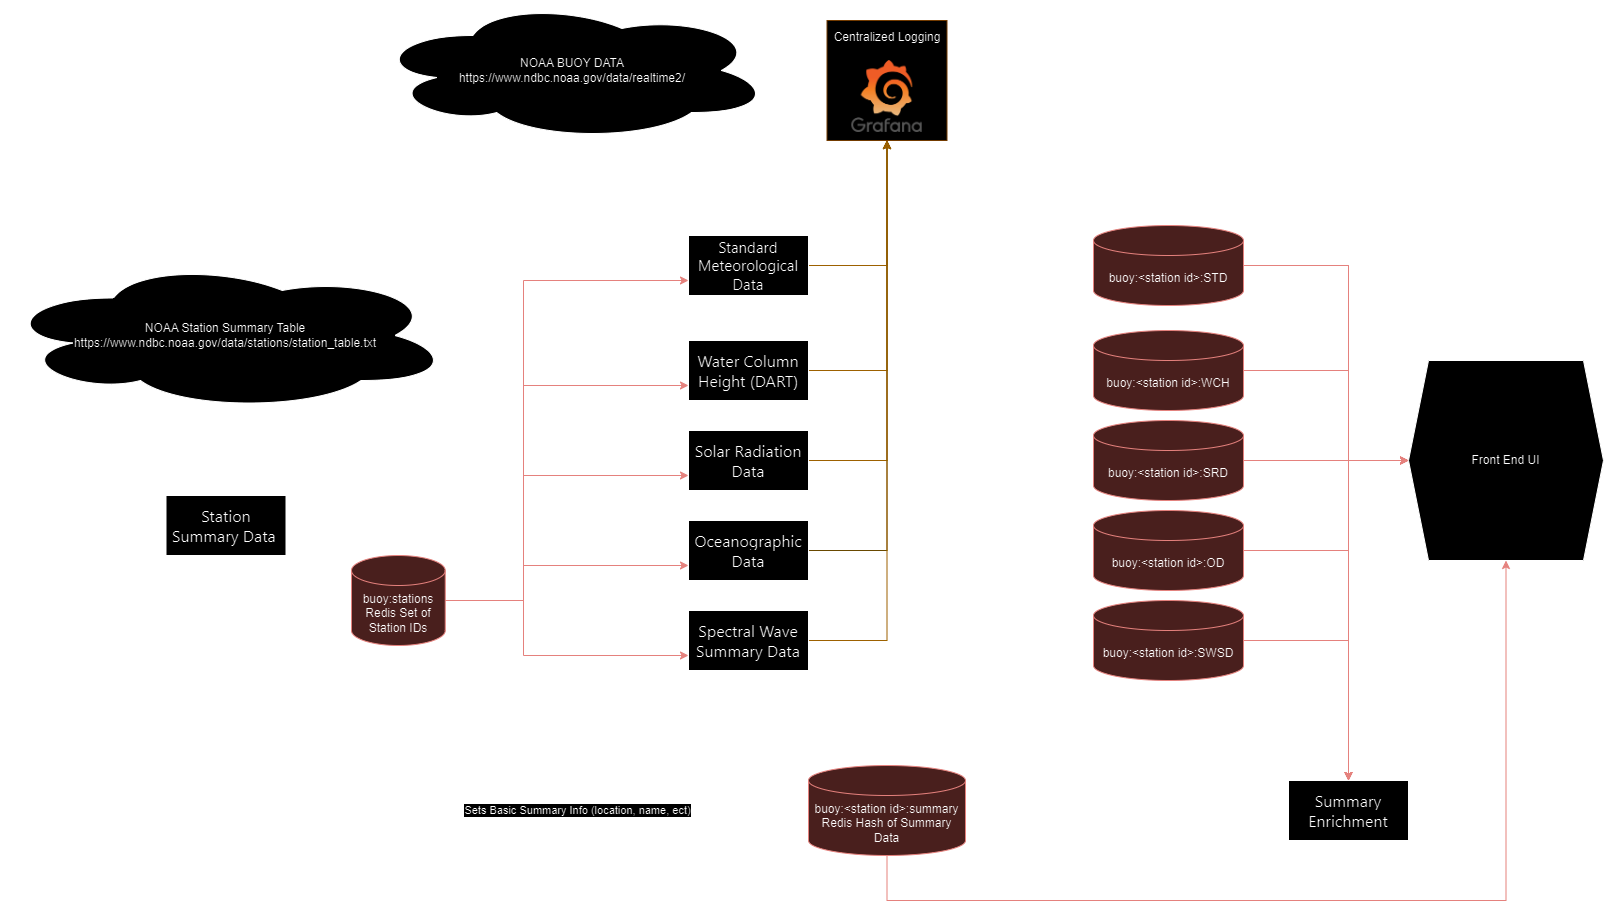 NOAA BUOY DATA
https://www.ndbc.noaa.gov/data/realtime2/
Centralized Logging
Grafana
Standard
Meteorological
Data
buoy:<station id>:STD
NOAA Station Summary Table
https://www.ndbc.noaa.gov/data/stations/station_table.txt
Water Column
Height (DART)
buoy:<station id>:WCH
Solar Radiation
Data
buoy:<station id>:SRD
Front End UI
Station
Summary Data
Oceanographic
Data
buoy:<station id>:OD
buoy:stations
Redis Set of
Station IDs
Spectral Wave
Summary Data
buoy:<station id>:SWSD
Sets Basic Summary Info (location, name, ect)
buoy:<station id>:summary
Redis Hash of Summary
Data
Summary
Enrichment